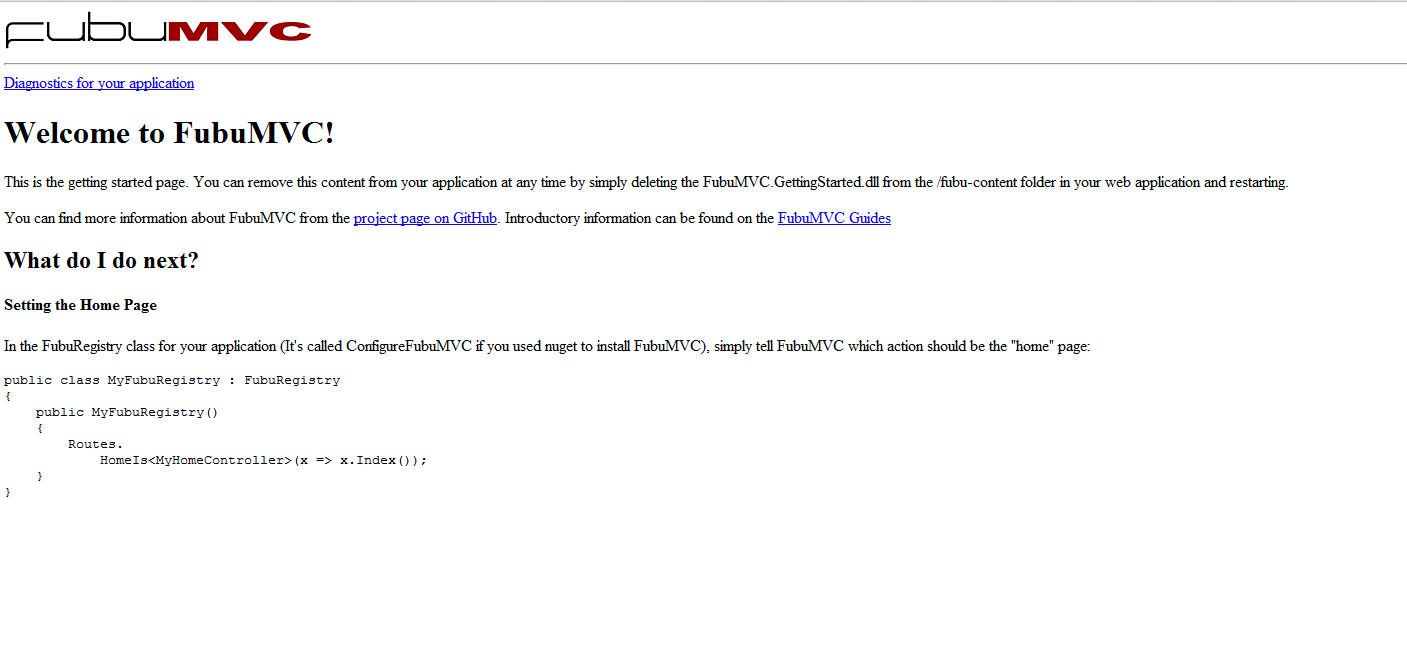 fubuMVC
Diagnostics for your application
Welcome to FubuMVC!
This is the getting started page. You can remove this content from your application at any time by simply deleting the FubuMVC.GettingStarted.dll from the /fubu-content folder in your web application and restarting.
You can find more information about FubuMVC from the project page on GitHub. Introductory information can be found on the FubuMVC Guides
What do I do next?
Setting the Home Page
In the FubuRegistry class for your application (It's called ConfigureFubuMVC if you used nuget to install FubuMVC), simply tell FubuMVC which action should be the "home" page:
public class MyFubuRegistry : FubuRegistry
{
    public MyFubuRegistry()
    {
        Routes.
            HomeIs<MyHomeController>(x => x.Index());
    }
}